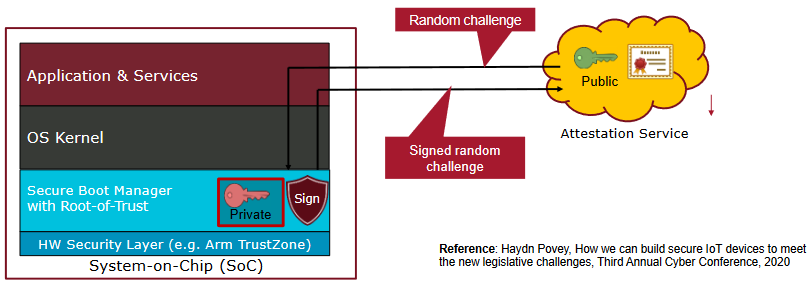 Random challenge
Application & Services
Public
Attestation Service
OS Kernel
Signed random
challenge
Secure Boot Manager
with Root-of-Trust
Private
Sign
HW Security Layer (e.g. Arm TrustZone)
System-on-Chip (SoC)
Reference: Haydn Povey, How we can build secure IoT devices to meet
the new legislative challenges, Third Annual Cyber Conference, 2020